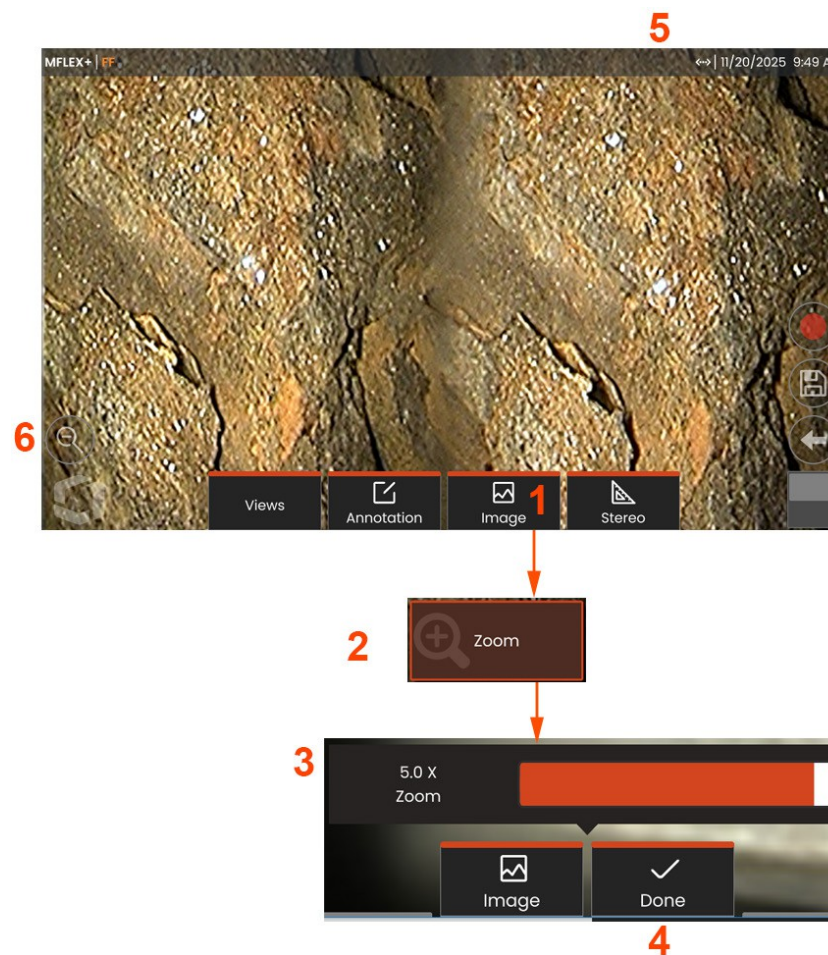 5
MFLEX+ | FF
11/20/2025 9:49 A
6
Views
Annotation
Image
1
Stereo
2
Zoom
3
5.0 X
Zoom
Image
Done
4